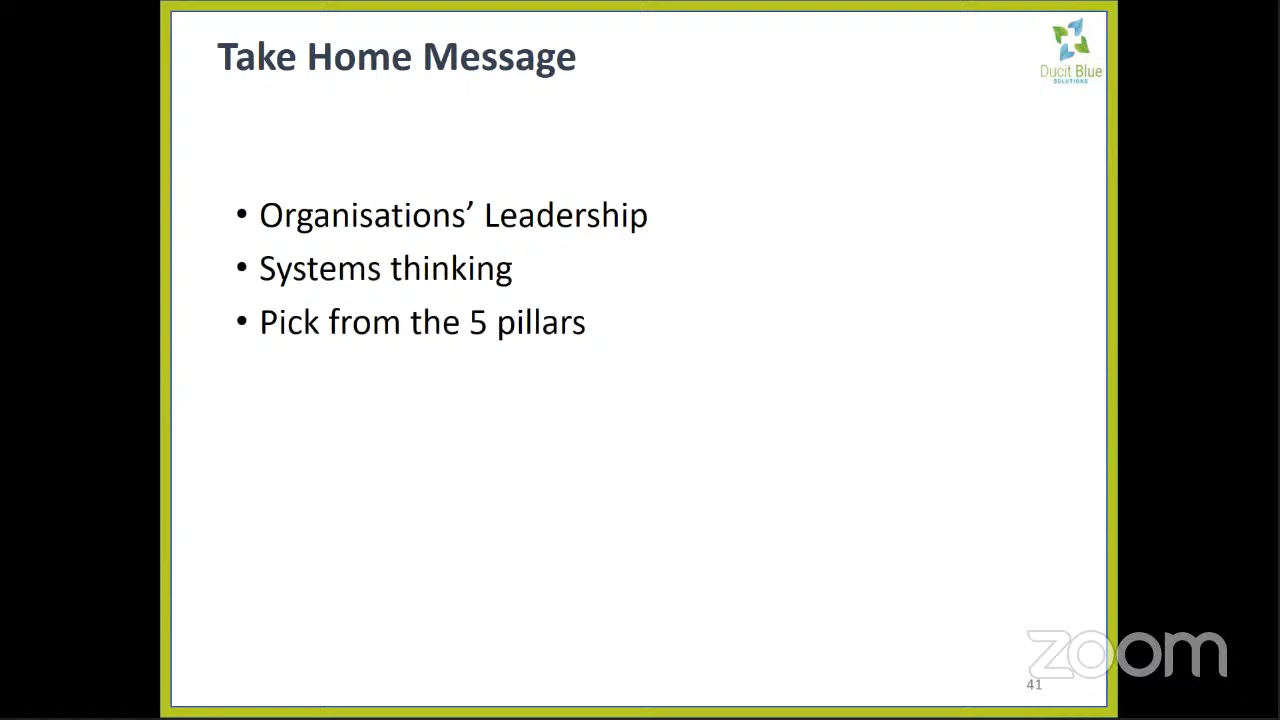 Take Home Message
Ducit Blue
SOLUTIONS
• Organisations’ Leadership
• Systems thinking
• Pick from the 5 pillars
zoom
41